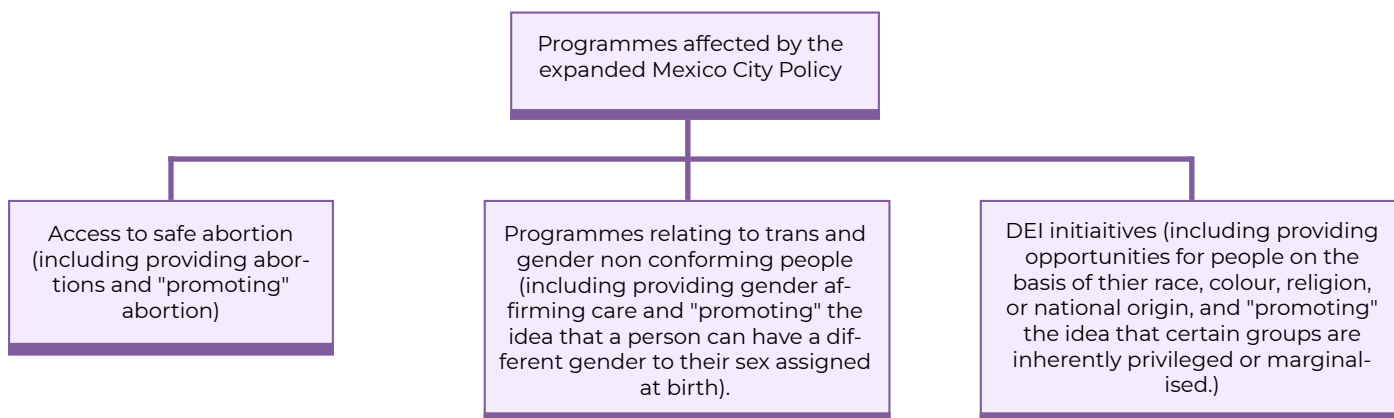 Programmes affected by the
expanded Mexico City Policy
Access to safe abortion
(including providing abor-
tions and "promoting"
abortion)
Programmes relating to trans and
gender non conforming people
(including providing gender af-
firming care and "promoting" the
idea that a person can have a dif-
ferent gender to their sex assigned
at birth).
DEI initiaitives (including providing
opportunities for people on the
basis of thier race, colour, religion,
or national origin, and "promoting"
the idea that certain groups are
inherently privileged or marginal-
ised.)